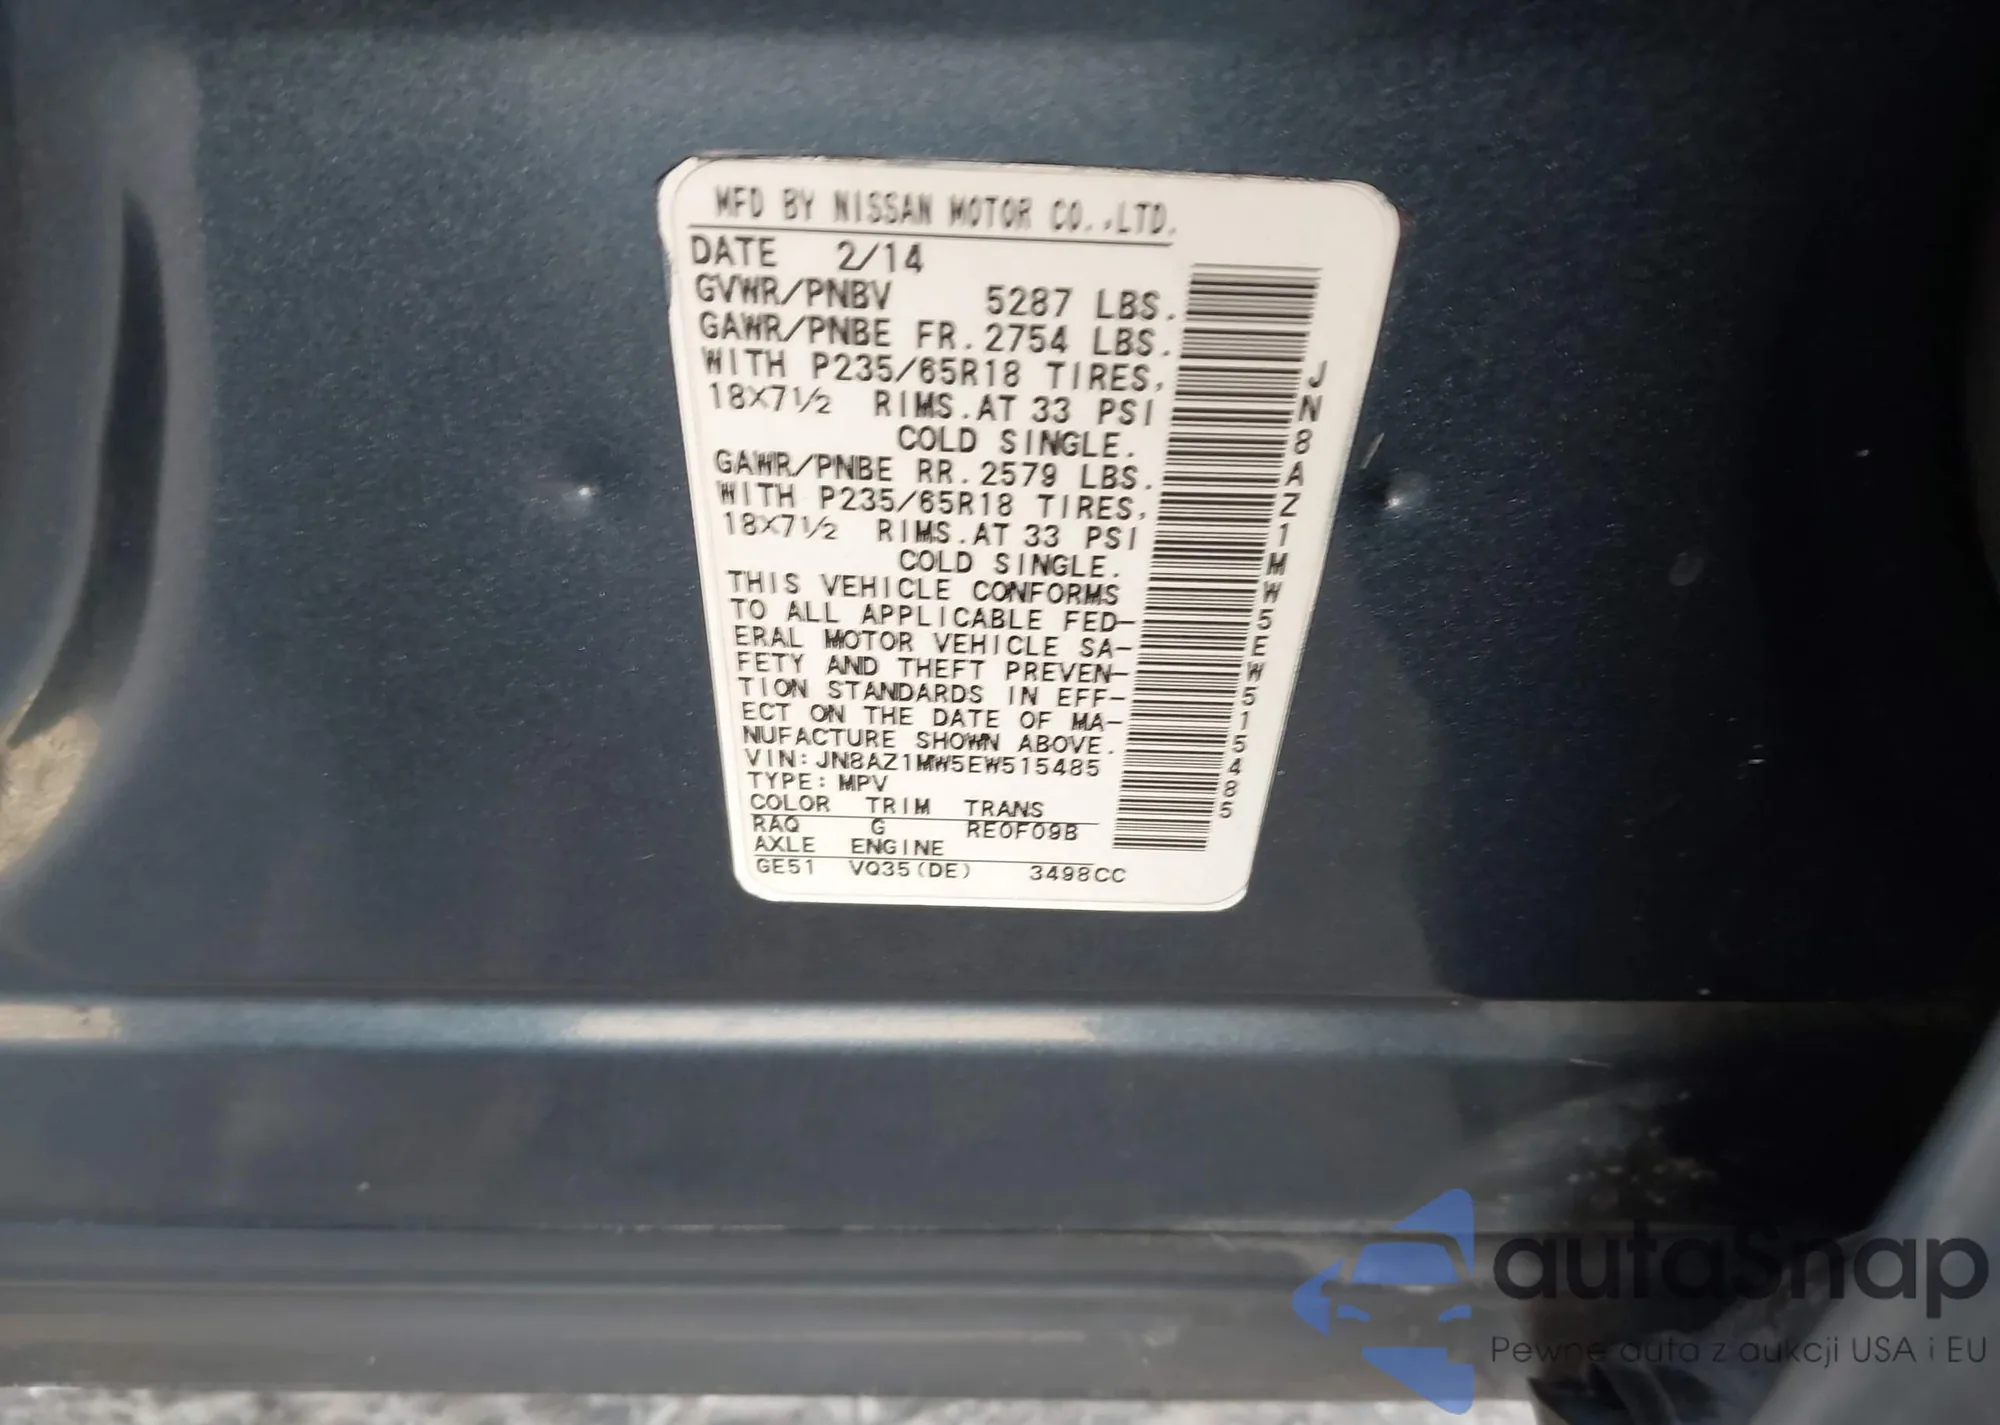 MFD BY NISSAN MOTOR CO.,LTD.
DATE 2/14
GVWR/PNBV 5287 LBS.
GAWR/PNBE FR.2754 LBS.
WITH P235/65R18 TIRES,
18X7½ RIMS.AT 33 PSI
COLD SINGLE.
GAWR/PNBE RR.2579 LBS.
WITH P235/65R18 TIRES,
18X7½ RIMS.AT 33 PSI
COLD SINGLE.
THIS VEHICLE CONFORMS
TO ALL APPLICABLE FED-
ERAL MOTOR VEHICLE SA-
FETY AND THEFT PREVEN-
TION STANDARDS IN EFF-
ECT ON THE DATE OF MA-
NUFACTURE SHOWN ABOVE.
VIN:JN8AZ1MW5EW515485
TYPE:MPV
COLOR TRIM TRANS
RAQ G RE0F09B
AXLE ENGINE
GE51 VQ35(DE) 3498CC
JN8AZ1MW5EW515485
autaSnap
Pewne auta z aukcji USA i EU